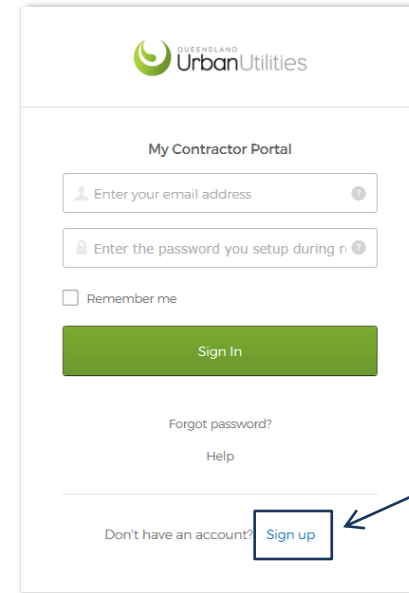 QUEENSLAND
UrbanUtilities
My Contractor Portal
Enter your email address ?
Enter the password you setup during r ?
Remember me
Sign In
Forgot password?
Help
Don't have an account? Sign up